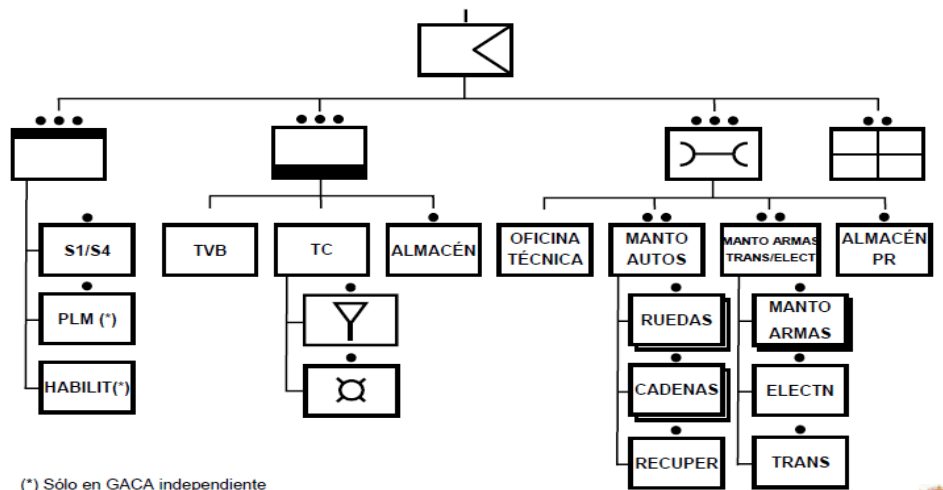 S1/S4
PLM (*)
HABILIT(*)
TVB
TC
ALMACÉN
OFICINA
TÉCNICA
MANTO
AUTOS
RUEDAS
CADENAS
RECUPER
MANTO ARMAS
TRANS/ELECT
MANTO
ARMAS
ELECTN
TRANS
ALMACÉN
PR
(*) Sólo en GACA independiente